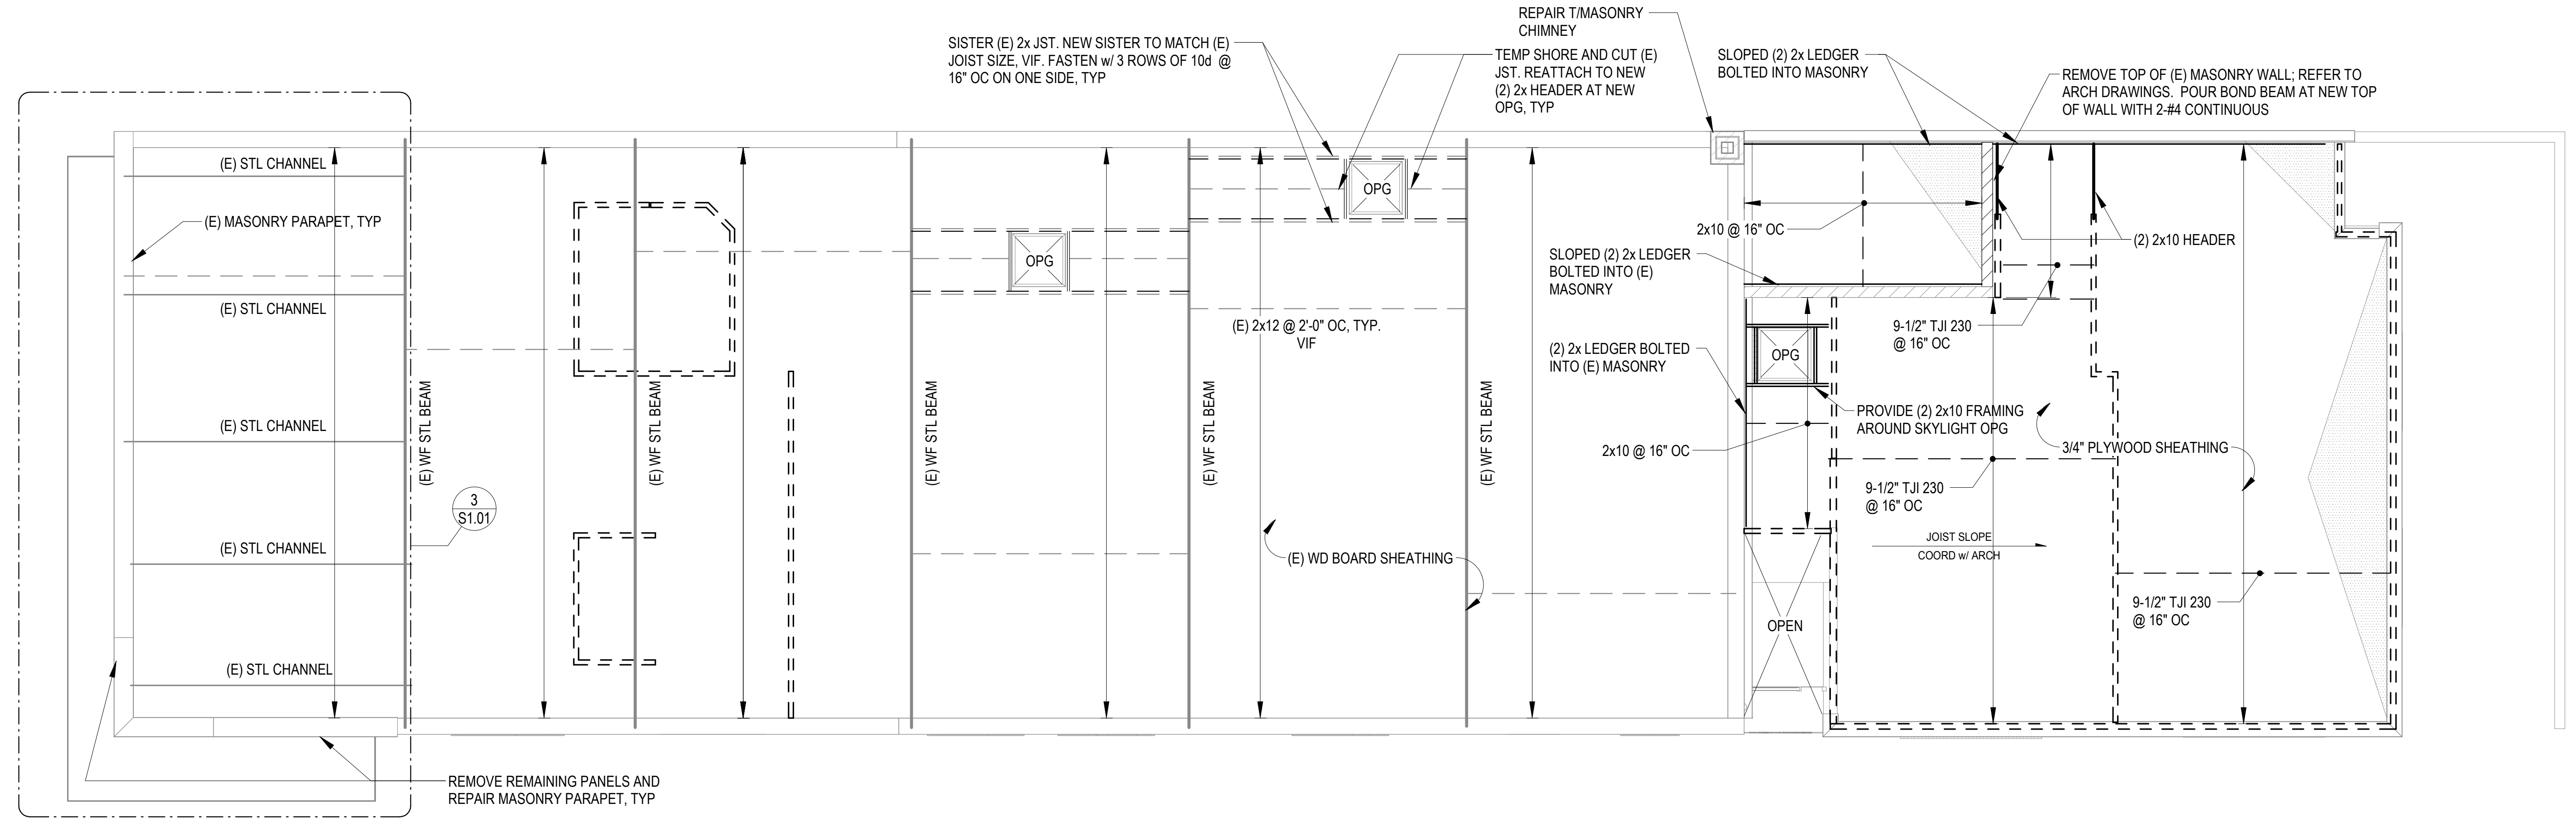 REPAIR T/MASONRY
CHIMNEY
SISTER (E) 2x JST. NEW SISTER TO MATCH (E)
JOIST SIZE, VIF. FASTEN w/ 3 ROWS OF 10d @
16" OC ON ONE SIDE, TYP
TEMP SHORE AND CUT (E)
JST. REATTACH TO NEW
(2) 2x HEADER AT NEW
OPG, TYP
SLOPED (2) 2x LEDGER
BOLTED INTO MASONRY
REMOVE TOP OF (E) MASONRY WALL; REFER TO
ARCH DRAWINGS. POUR BOND BEAM AT NEW TOP
OF WALL WITH 2-#4 CONTINUOUS
(E) STL CHANNEL
(E) MASONRY PARAPET, TYP
(E) STL CHANNEL
(E) STL CHANNEL
(E) STL CHANNEL
(E) STL CHANNEL
(E) WF STL BEAM
(E) WF STL BEAM
(E) WF STL BEAM
(E) WF STL BEAM
(E) WF STL BEAM
3
S1.01
OPG
OPG
(E) 2x12 @ 2'-0" OC, TYP.
VIF
(E) WD BOARD SHEATHING
2x10 @ 16" OC
SLOPED (2) 2x LEDGER
BOLTED INTO (E)
MASONRY
(2) 2x LEDGER BOLTED
INTO (E) MASONRY
OPG
2x10 @ 16" OC
(2) 2x10 HEADER
9-1/2" TJI 230
@ 16" OC
PROVIDE (2) 2x10 FRAMING
AROUND SKYLIGHT OPG
3/4" PLYWOOD SHEATHING
9-1/2" TJI 230
@ 16" OC
JOIST SLOPE
COORD w/ ARCH
9-1/2" TJI 230
@ 16" OC
OPEN
REMOVE REMAINING PANELS AND
REPAIR MASONRY PARAPET, TYP